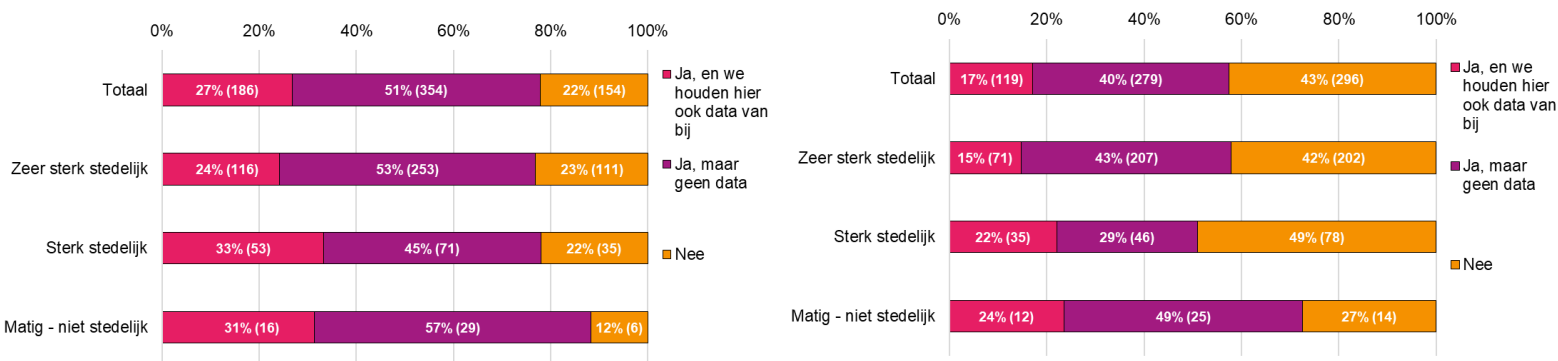 0% 20% 40% 60% 80% 100%
Totaal 27% (186) 51% (354) 22% (154)
Zeer sterk stedelijk 24% (116) 53% (253) 23% (111)
Sterk stedelijk 33% (53) 45% (71) 22% (35)
Matig - niet stedelijk 31% (16) 57% (29) 12% (6)
Ja, en we
houden hier
ook data van
bij
Ja, maar
geen data
Nee
0% 20% 40% 60% 80% 100%
Totaal 17% (119) 40% (279) 43% (296)
Zeer sterk stedelijk 15% (71) 43% (207) 42% (202)
Sterk stedelijk 22% (35) 29% (46) 49% (78)
Matig - niet stedelijk 24% (12) 49% (25) 27% (14)
Ja, en we
houden hier
ook data van
bij
Ja, maar
geen data
Nee